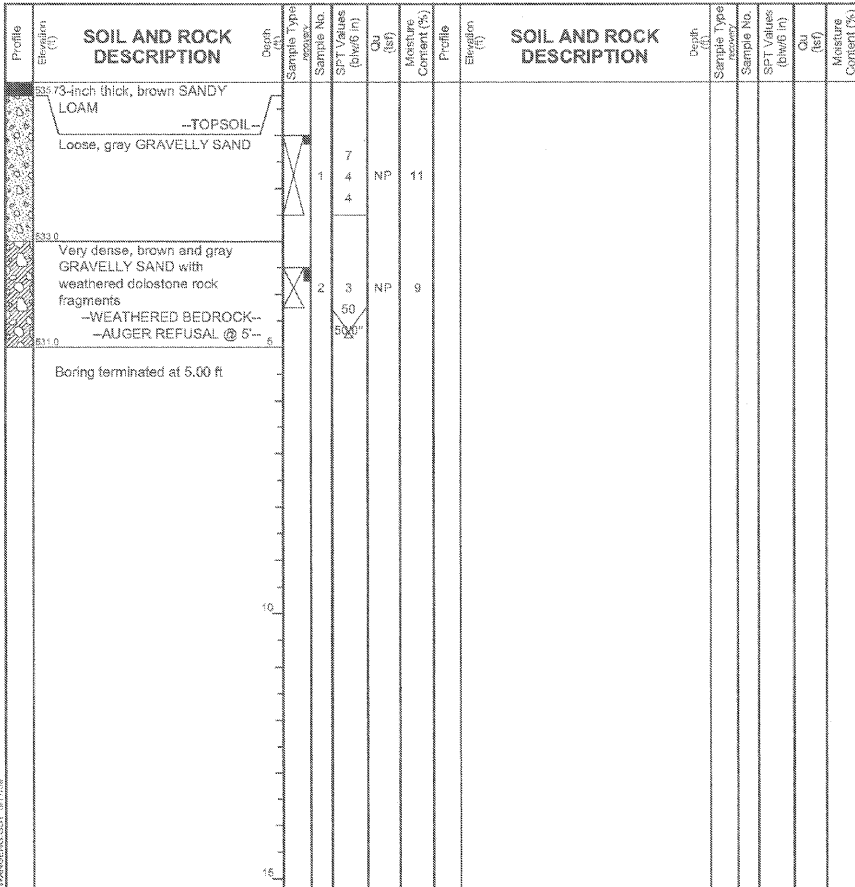 Profile
Elevation (ft)
SOIL AND ROCK DESCRIPTION
Depth (ft)
Sample Type recovery
Sample No.
SPT Values (blw/6 in)
Qu (tsf)
Moisture Content (%)
Profile
Elevation (ft)
SOIL AND ROCK DESCRIPTION
Depth (ft)
Sample Type recovery
Sample No.
SPT Values (blw/6 in)
Qu (tsf)
Moisture Content (%)
535.7 3-inch thick, brown SANDY
LOAM
--TOPSOIL--
Loose, gray GRAVELLY SAND
7
1 4 NP 11
4
533.0
Very dense, brown and gray
GRAVELLY SAND with
weathered dolostone rock
fragments
2 3 NP 9
50
--WEATHERED BEDROCK--
--AUGER REFUSAL @ 5'--
50/0"
531.0
5
Boring terminated at 5.00 ft
10
15